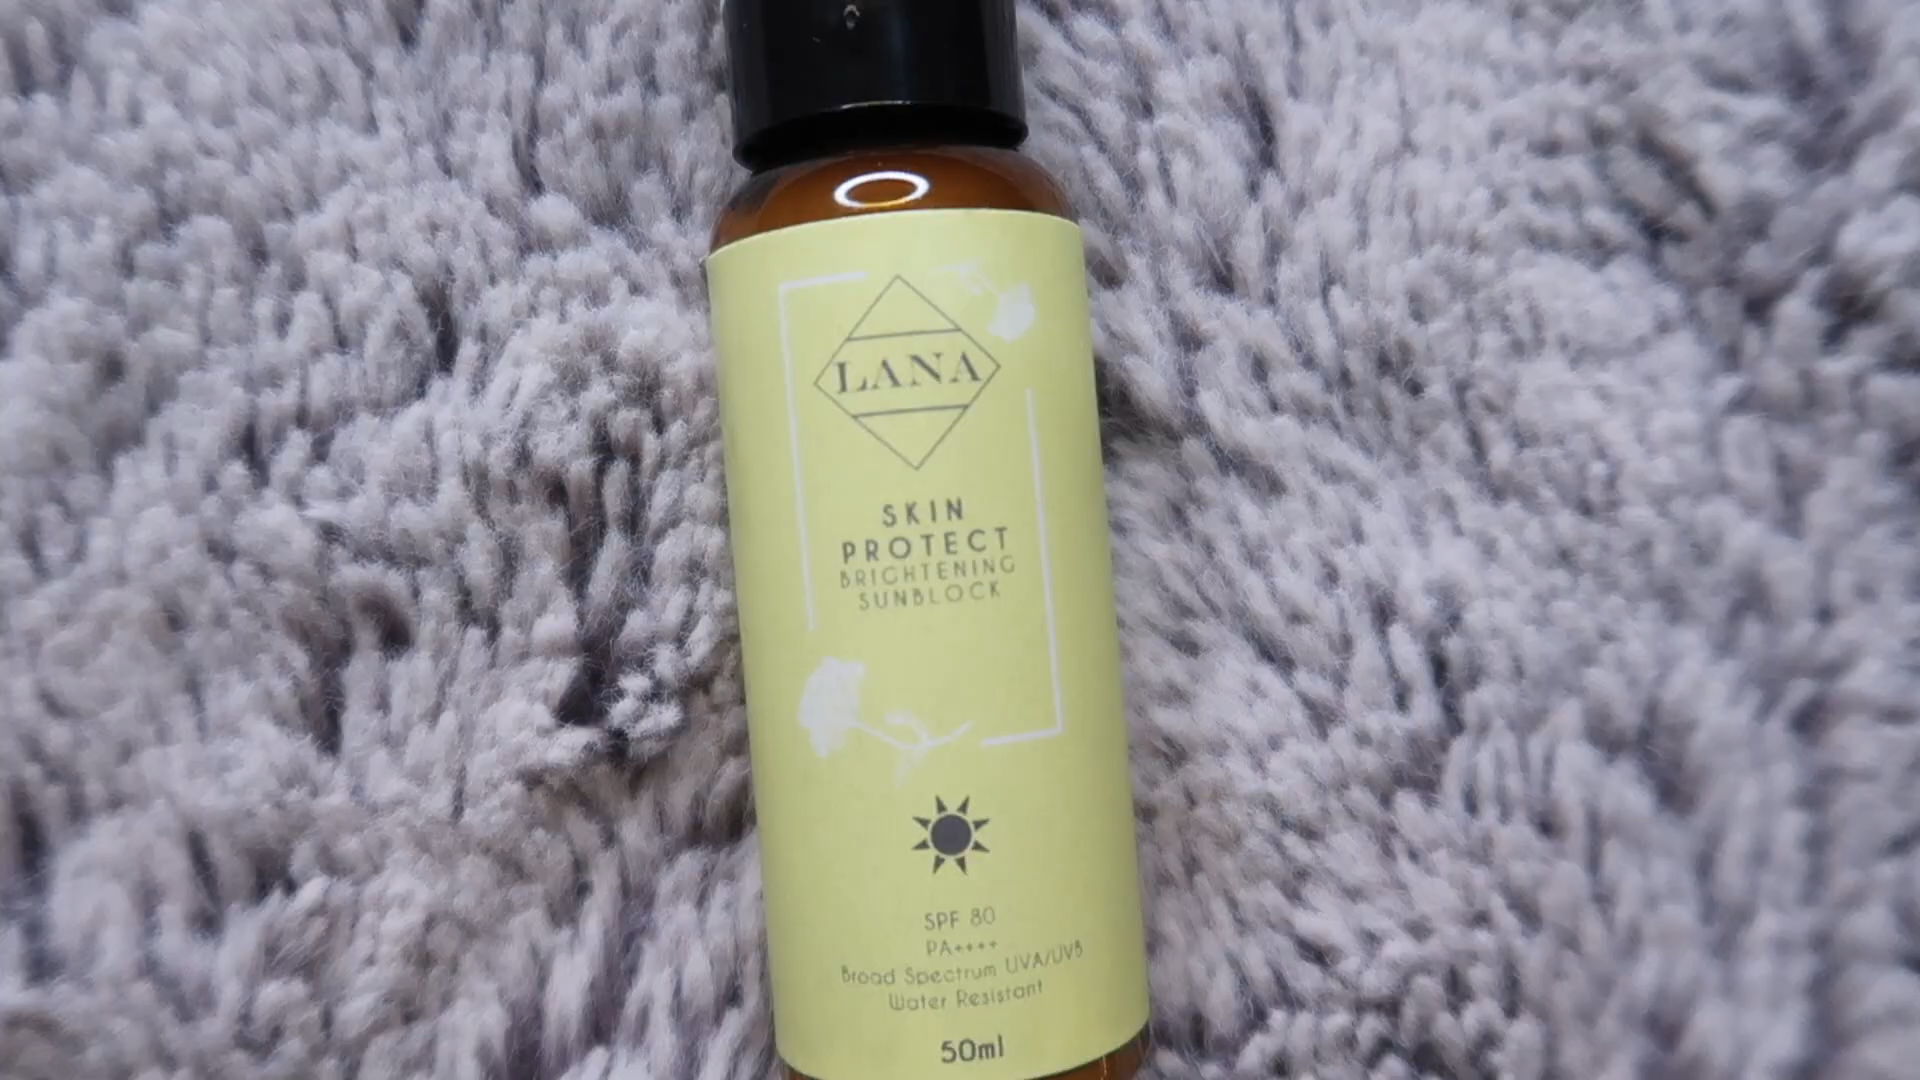 LANA
SKIN
PROTECT
BRIGHTENING
SUNBLOCK
SPF 80
PA++++
Broad Spectrum UVA/UVB
Water Resistant
50ml